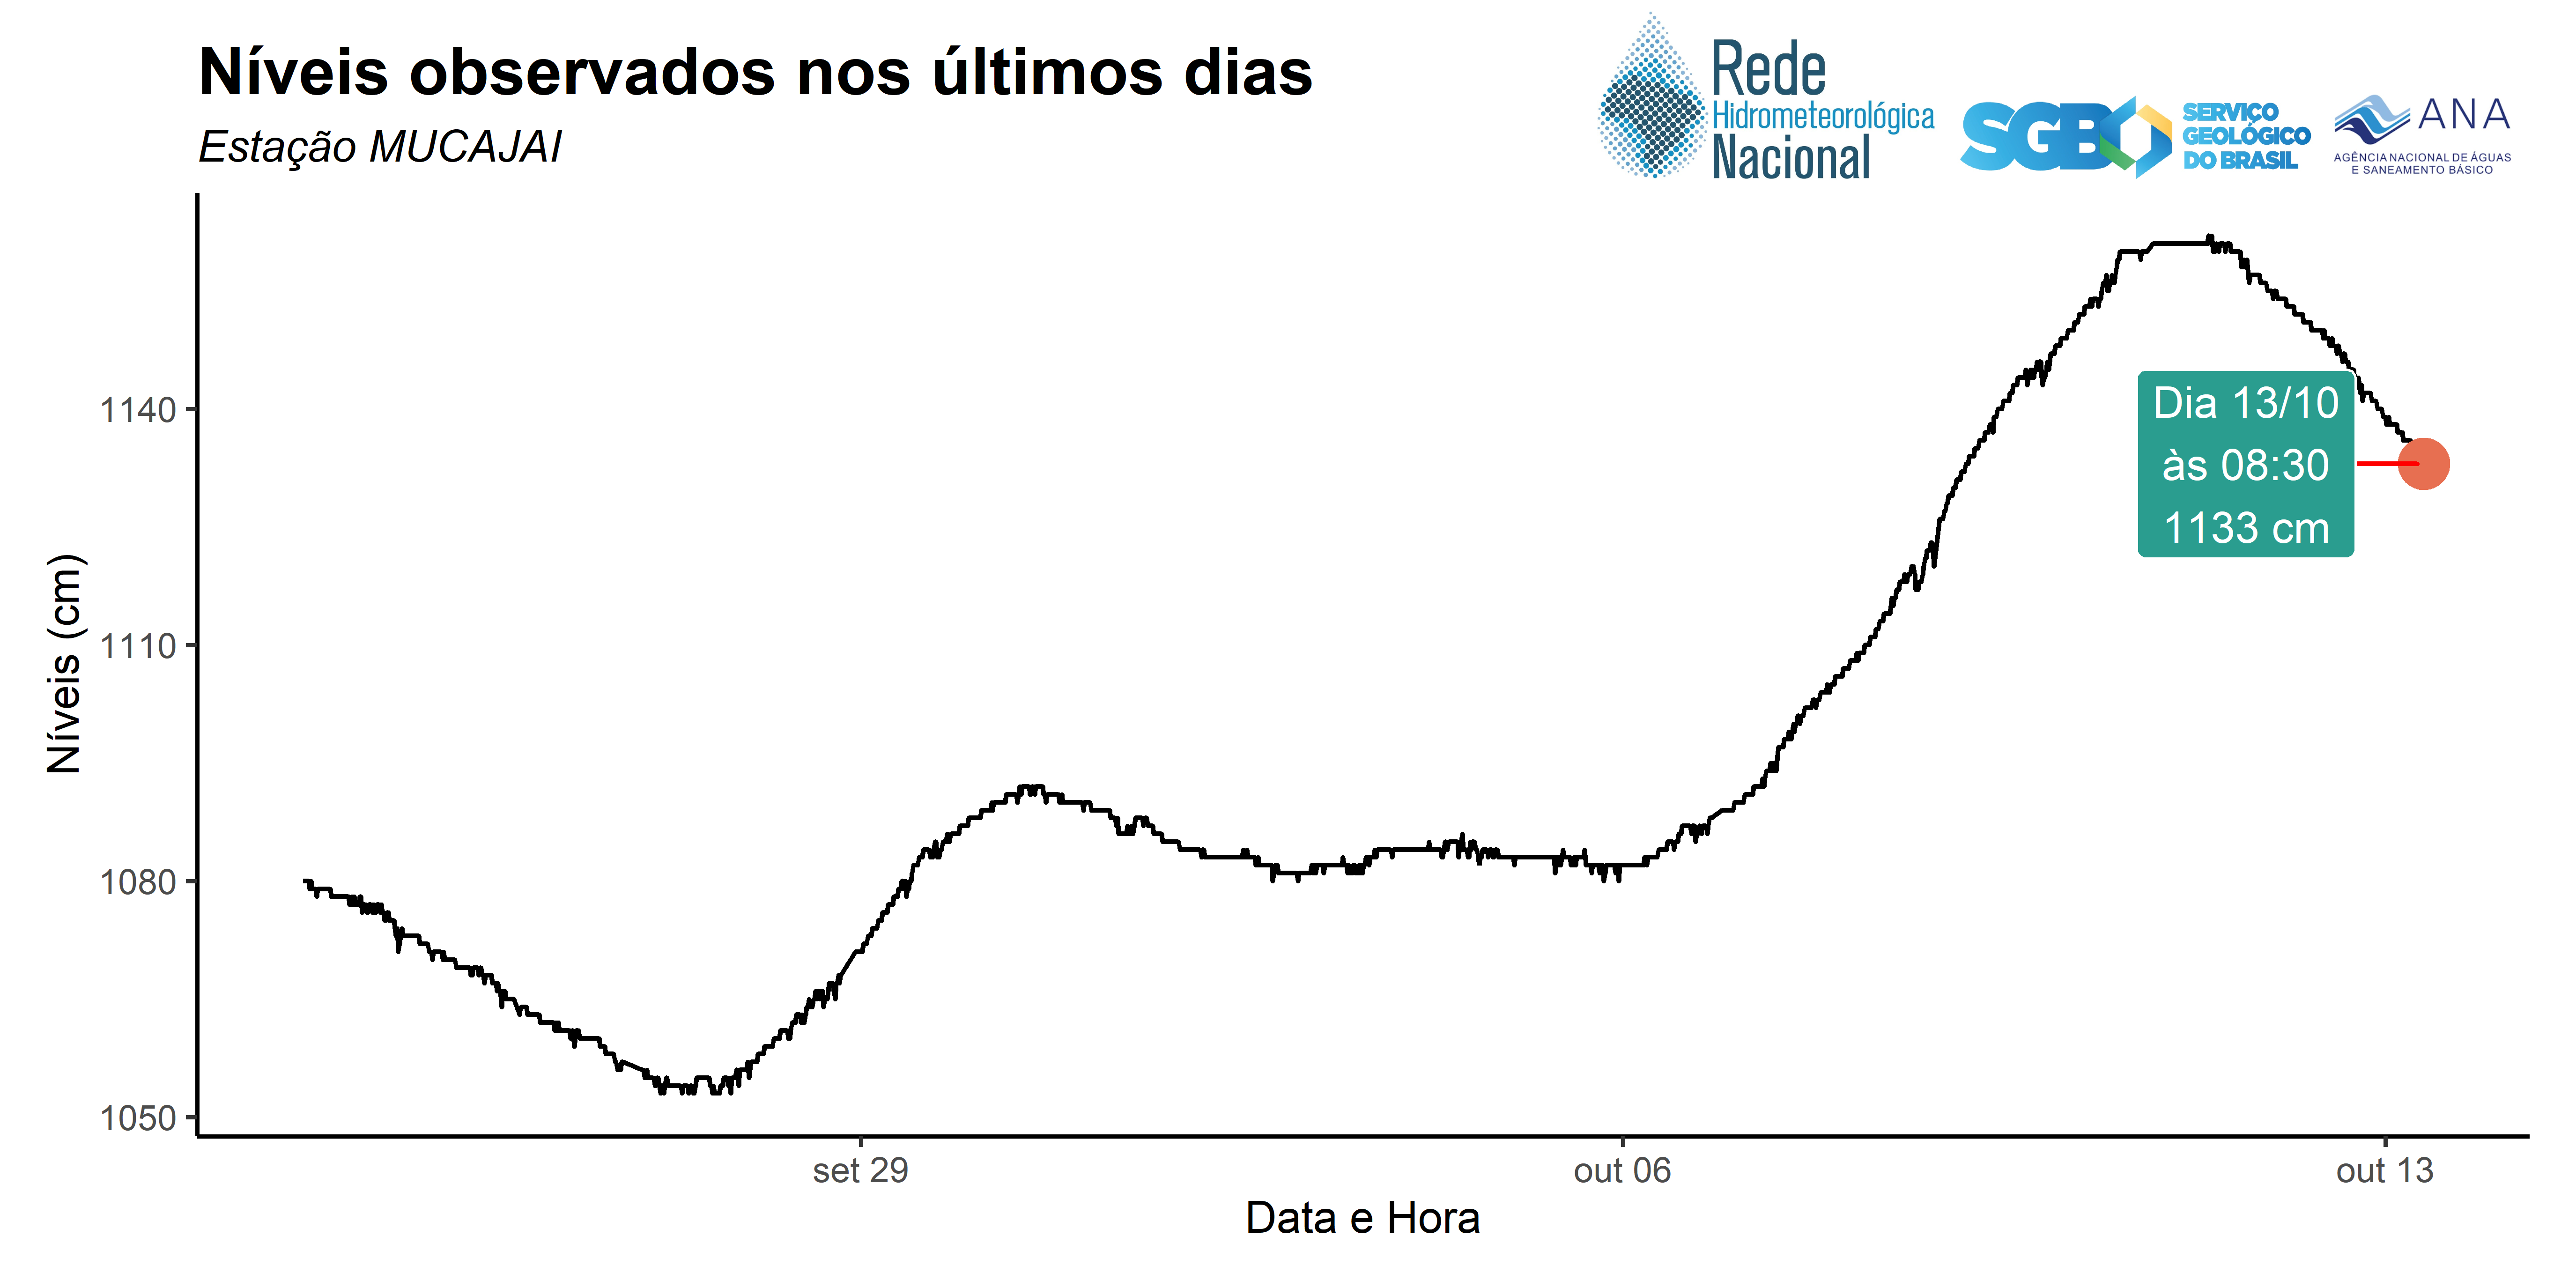 Níveis observados nos últimos dias
Estação MUCAJAI
Rede
Hidrometeorológica
Nacional
SGB
SERVIÇO
GEOLÓGICO
DO BRASIL
ANA
AGÊNCIA NACIONAL DE ÁGUAS
E SANEAMENTO BÁSICO
Níveis (cm)
1140
1110
1080
1050
Dia 13/10
às 08:30
1133 cm
set 29
out 06
out 13
Data e Hora